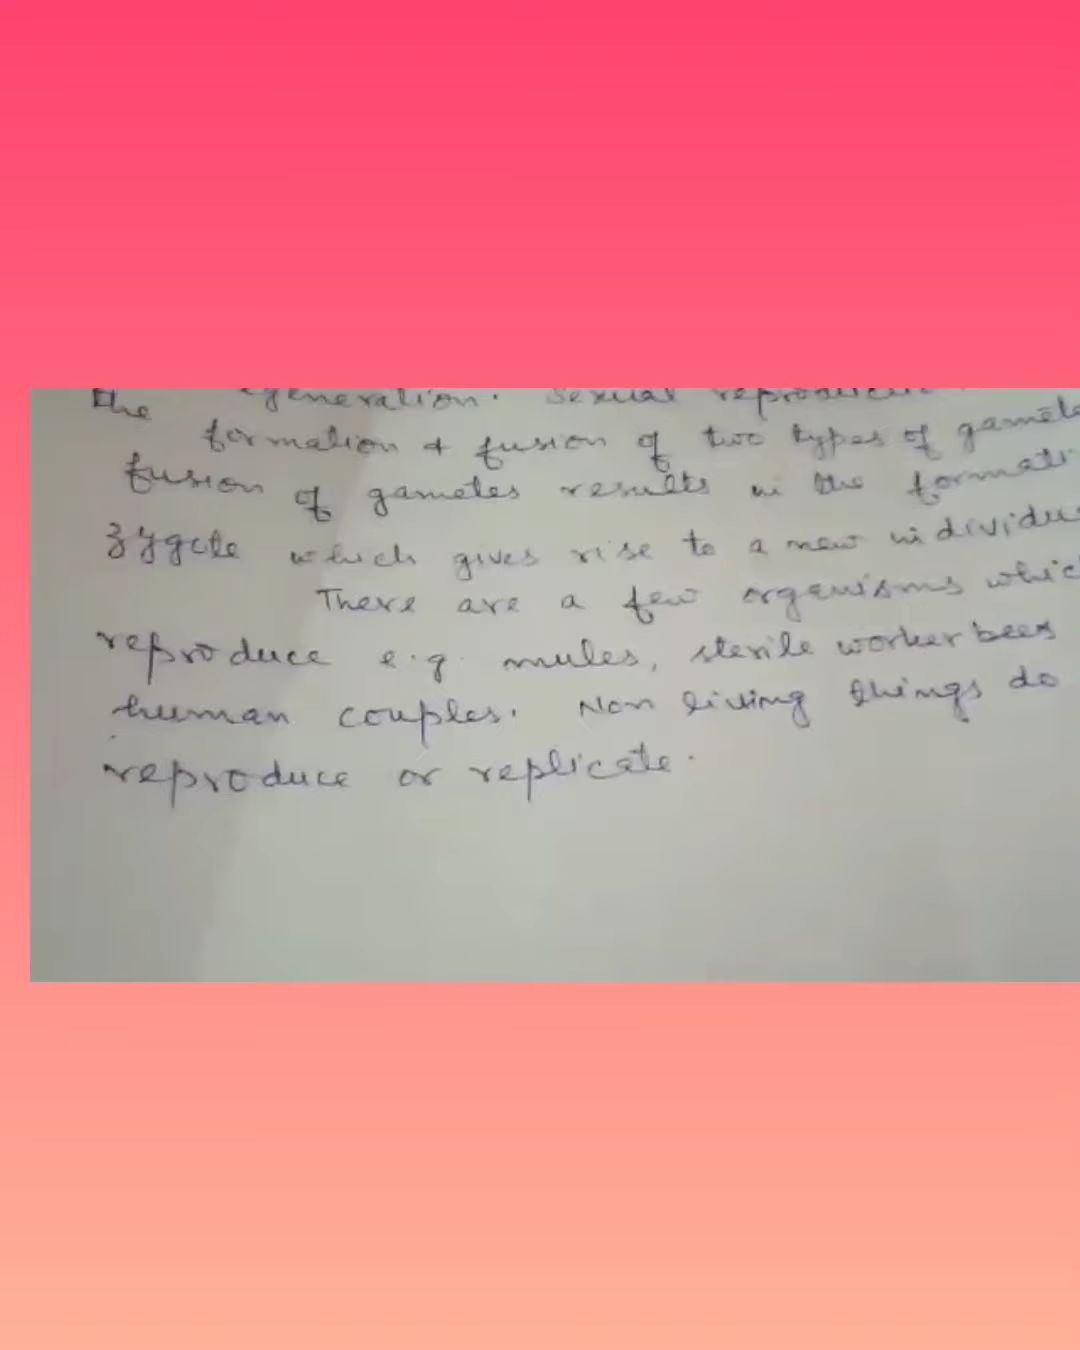 the generation. Sexual
formation & fusion of two types of
fusion of gametes results in the
zygote which gives rise to a new
There are a few organisms
reproduce e.g. mules, sterile worker bees
human couples. Non living things do
reproduce or replicate.